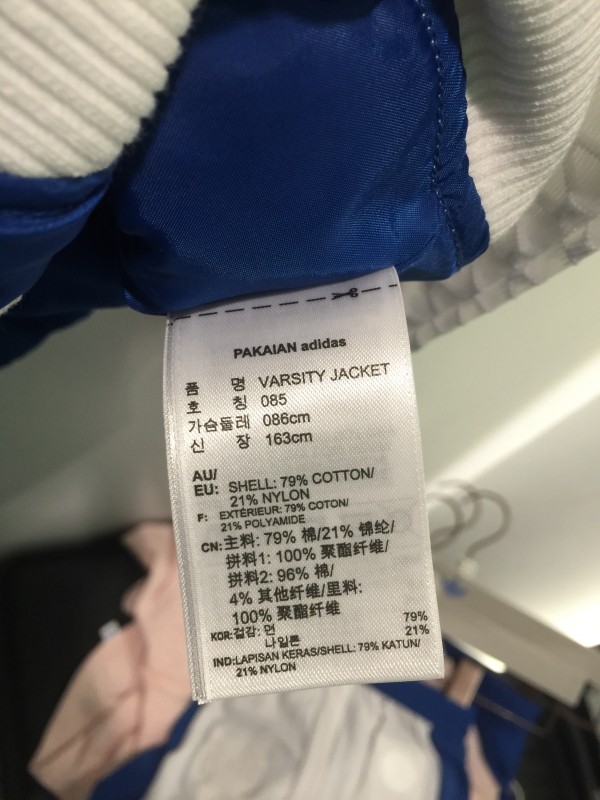 PAKAIAN adidas
품 명 VARSITY JACKET
호 칭 085
가슴둘레 086cm
신 장 163cm
AU/
EU: SHELL: 79% COTTON/
21% NYLON
F: EXTÉRIEUR: 79% COTON/
21% POLYAMIDE
CN:主料: 79% 棉/21% 锦纶/
拼料1: 100% 聚酯纤维/
拼料2: 96% 棉/
4% 其他纤维/里料:
100% 聚酯纤维
KOR:겉감: 면 79%
나일론 21%
IND:LAPISAN KERAS/SHELL: 79% KATUN/
21% NYLON